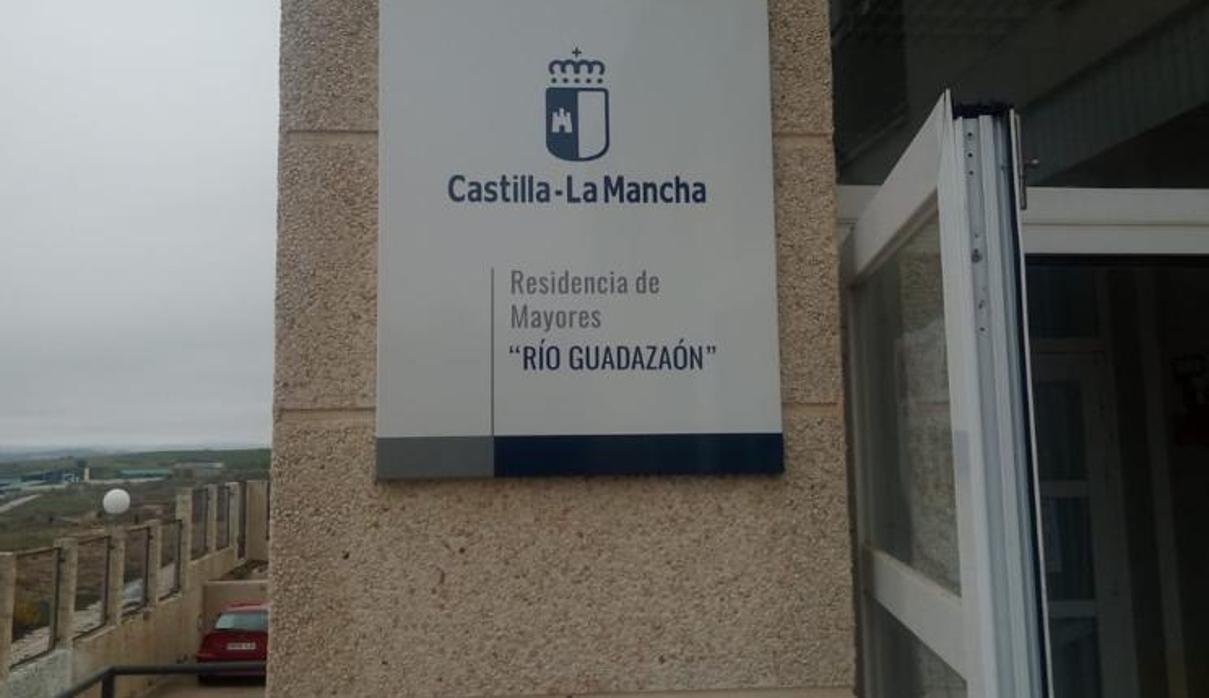 Castilla-La Mancha
Residencia de
Mayores
“RÍO GUADAZAÓN”